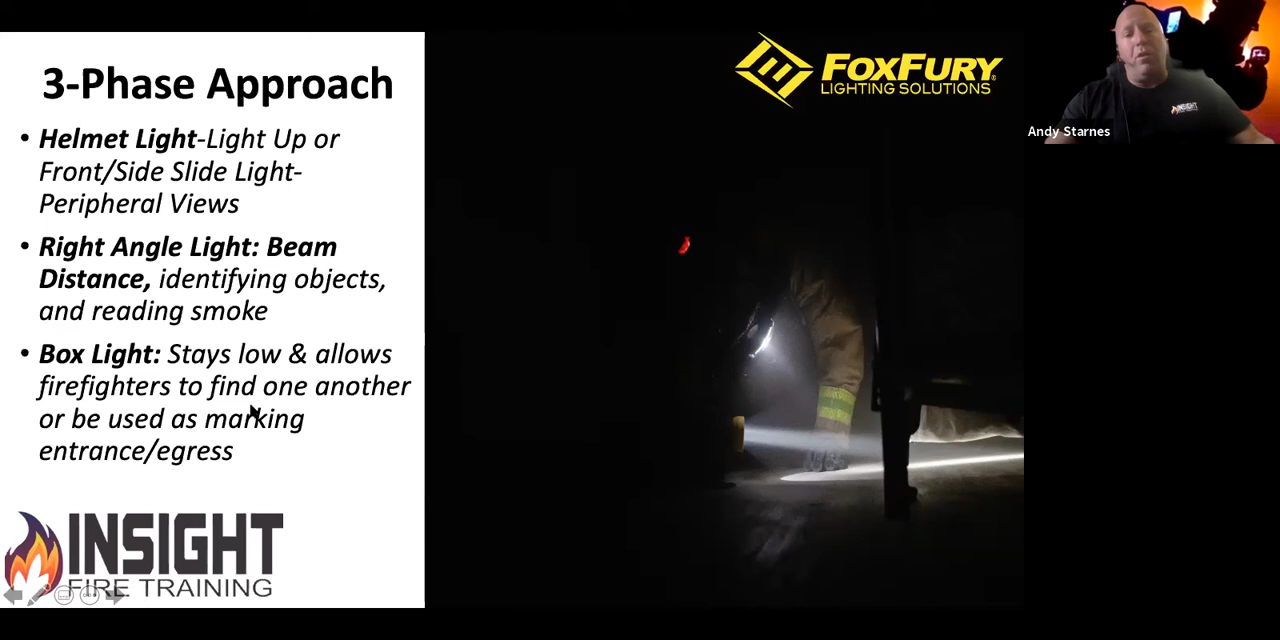 3-Phase Approach
• Helmet Light-Light Up or
Front/Side Slide Light-
Peripheral Views
• Right Angle Light: Beam
Distance, identifying objects,
and reading smoke
• Box Light: Stays low & allows
firefighters to find one another
or be used as marking
entrance/egress
INSIGHT
FIRE TRAINING
FOXFURY®
LIGHTING SOLUTIONS
INSIGHT
Andy Starnes